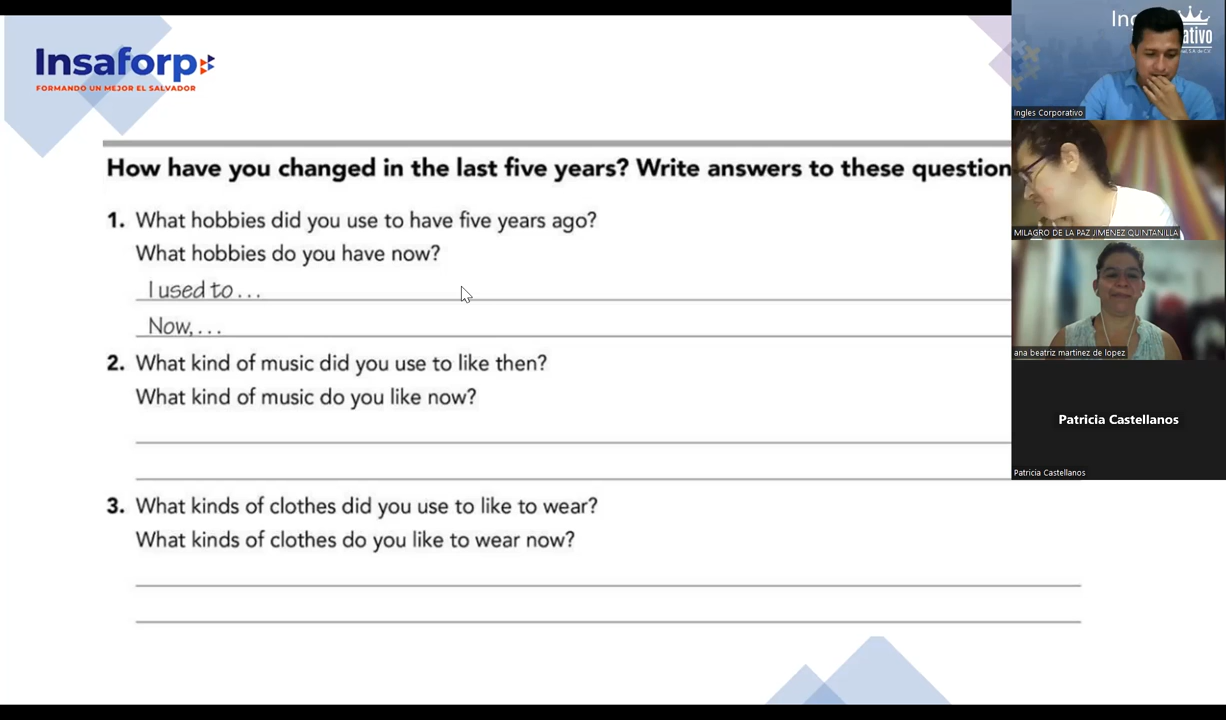 Insaforp
FORMANDO UN MEJOR EL SALVADOR
How have you changed in the last five years? Write answers to these question
1. What hobbies did you use to have five years ago?
What hobbies do you have now?
I used to . . .
Now, . . .
2. What kind of music did you use to like then?
What kind of music do you like now?
3. What kinds of clothes did you use to like to wear?
What kinds of clothes do you like to wear now?
Ingles Corporativo
MILAGRO DE LA PAZ JIMENEZ QUINTANILLA
ana beatriz martinez de lopez
Patricia Castellanos
Patricia Castellanos